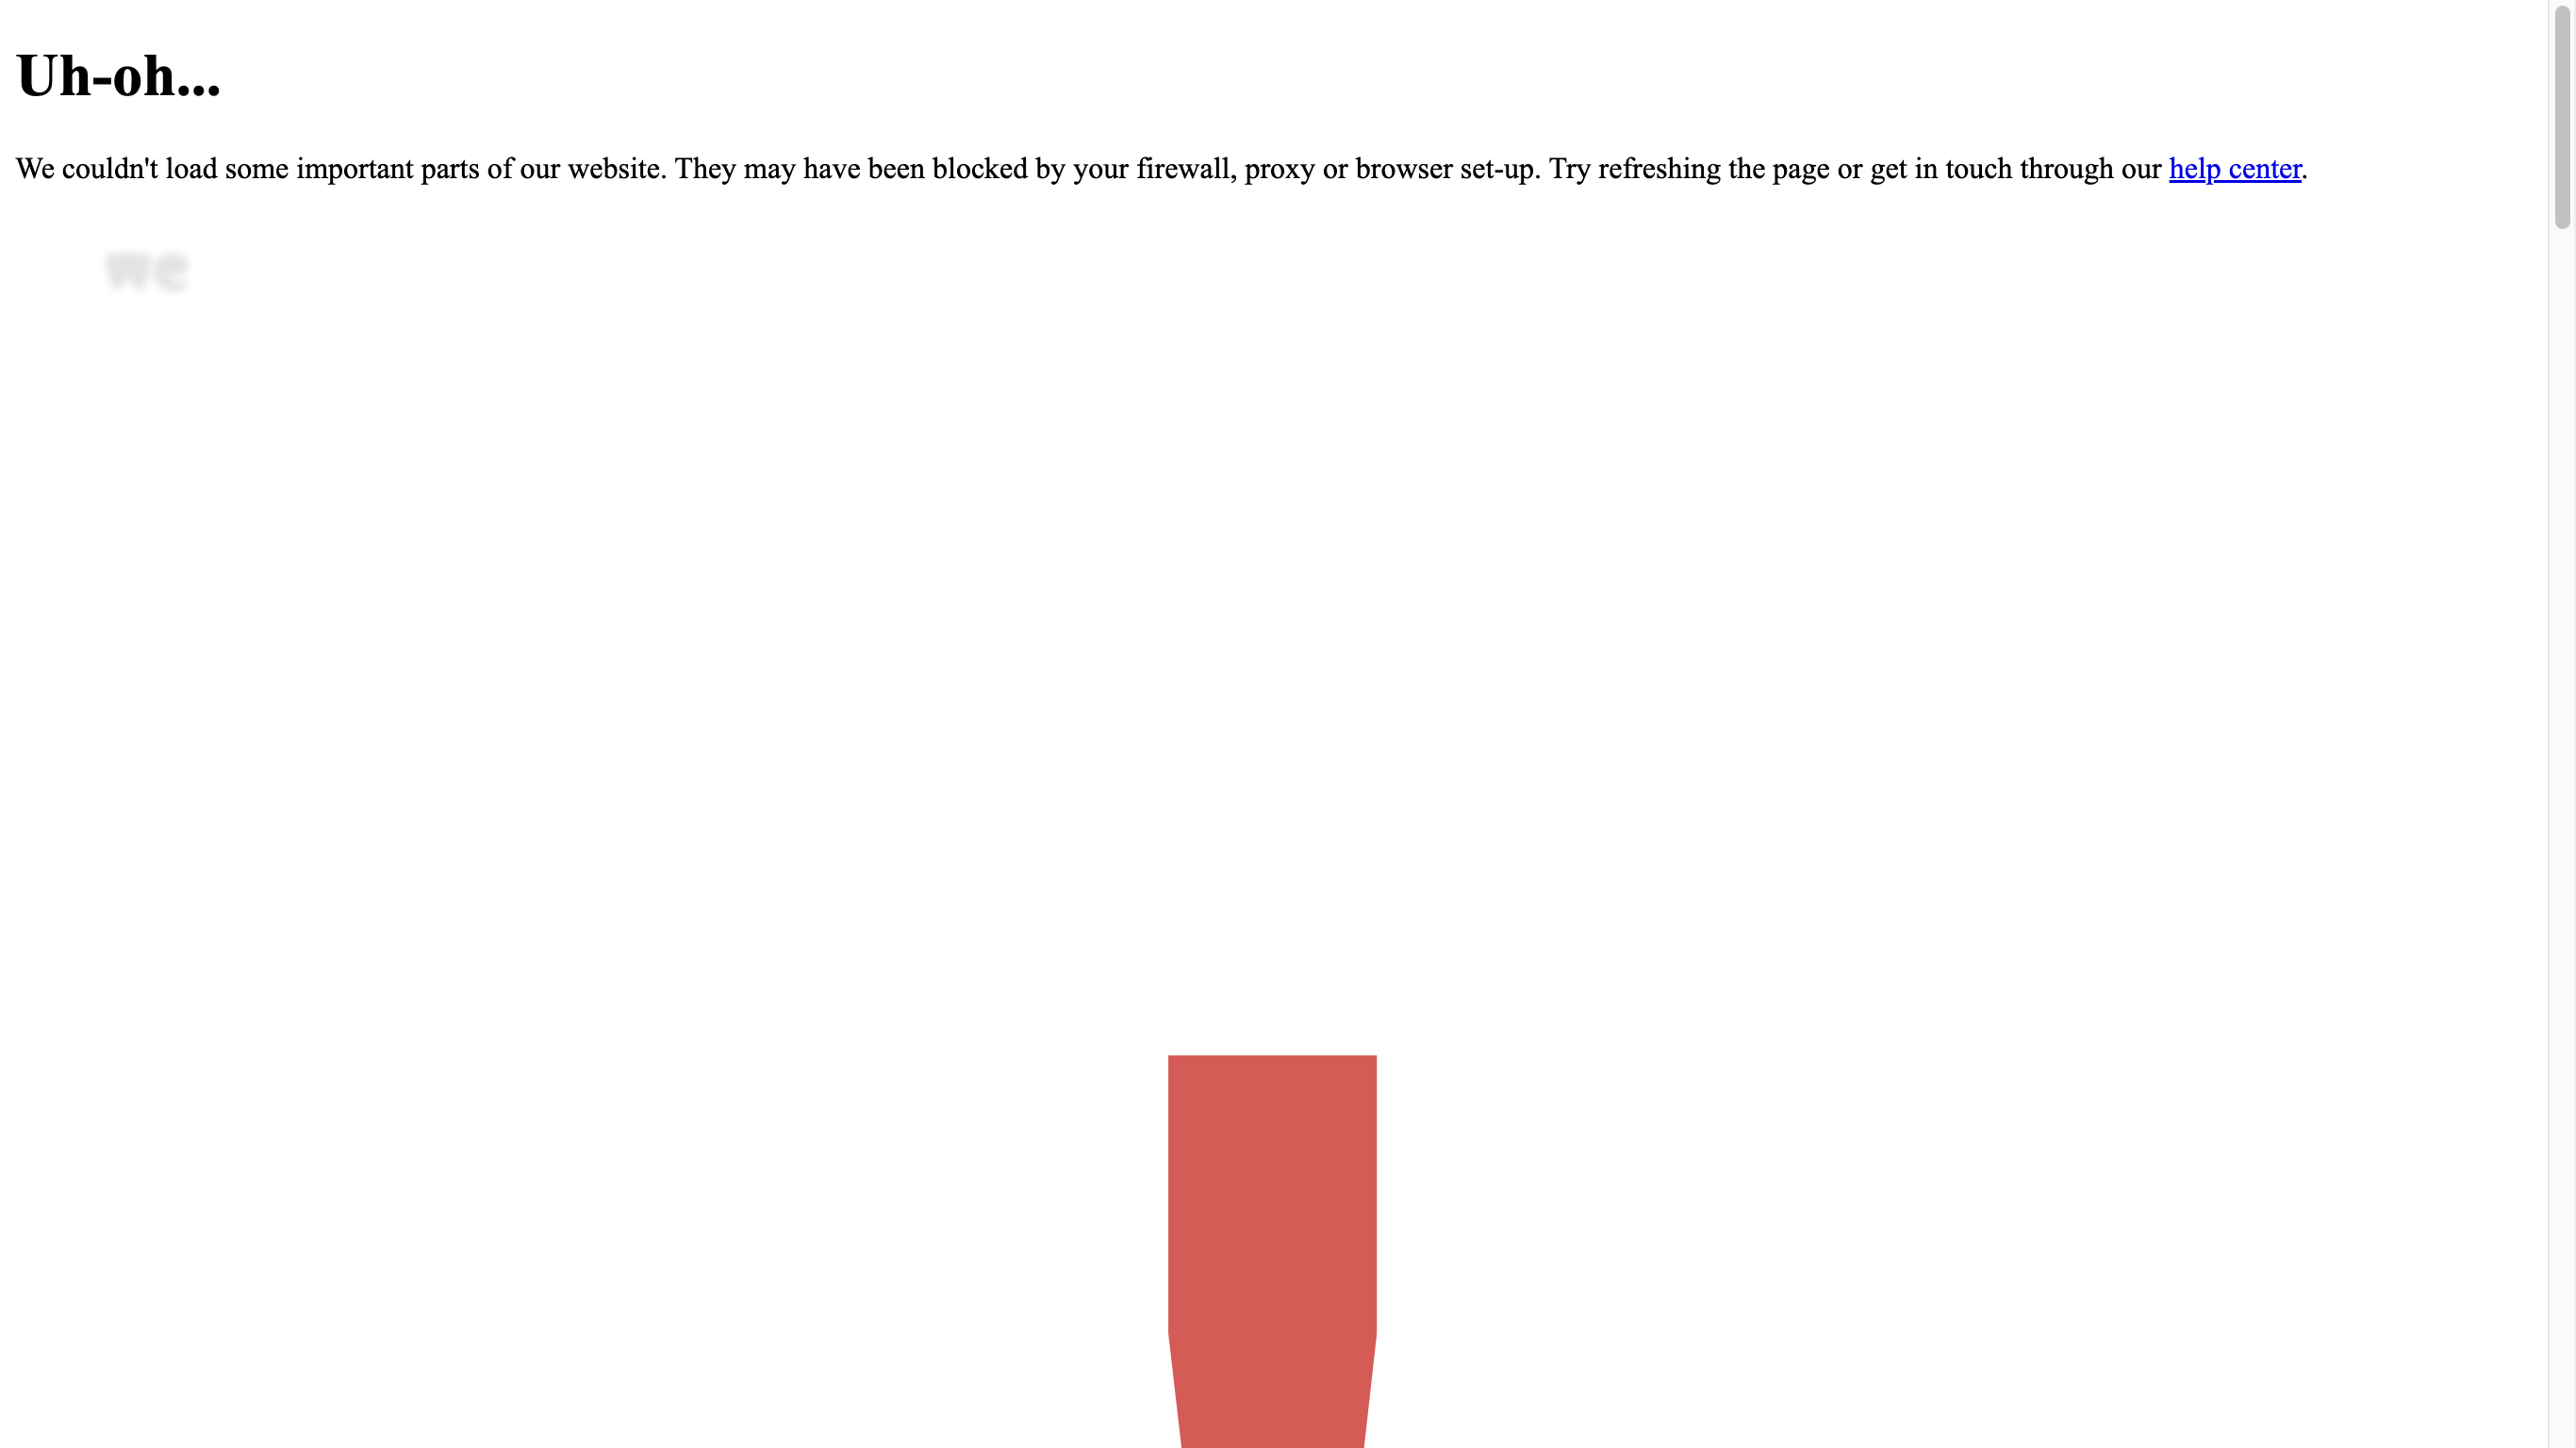 Uh-oh...
We couldn't load some important parts of our website. They may have been blocked by your firewall, proxy or browser set-up. Try refreshing the page or get in touch through our help center.
we